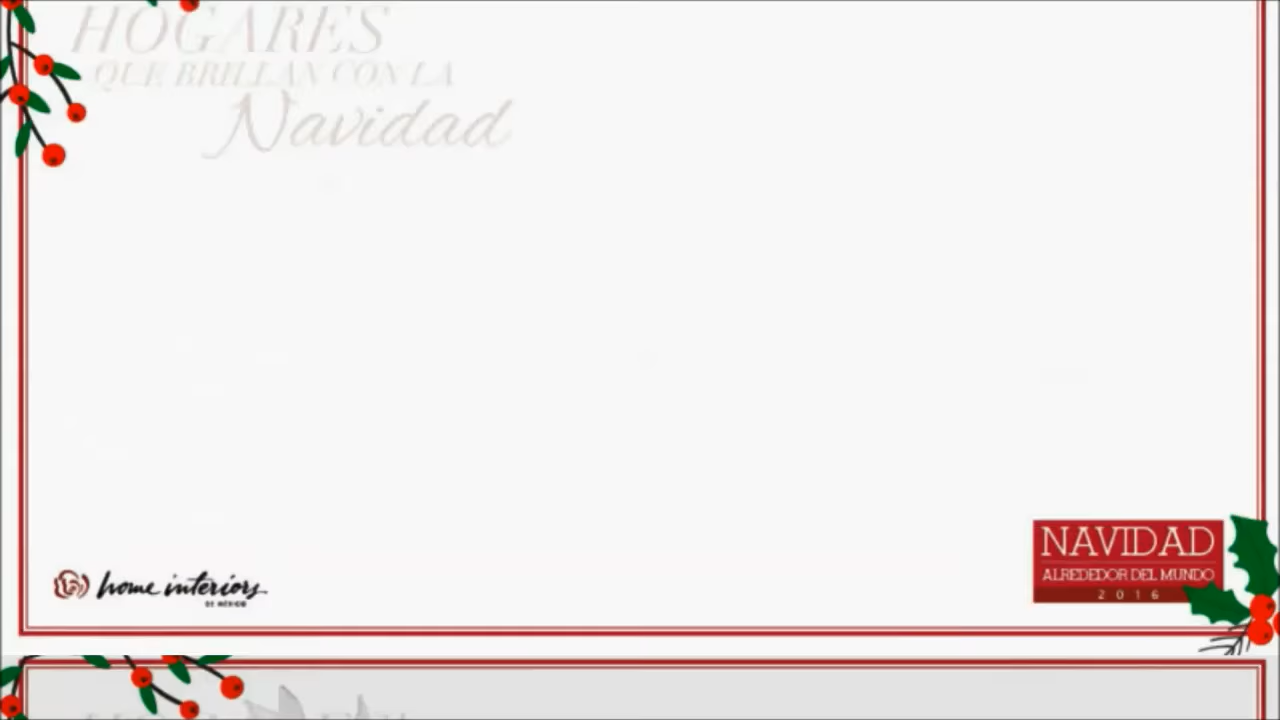 HOGARES
QUE BRILLAN CON LA
Navidad
NAVIDAD
ALREDEDOR DEL MUNDO
2016
home interiors
DE MÉXICO